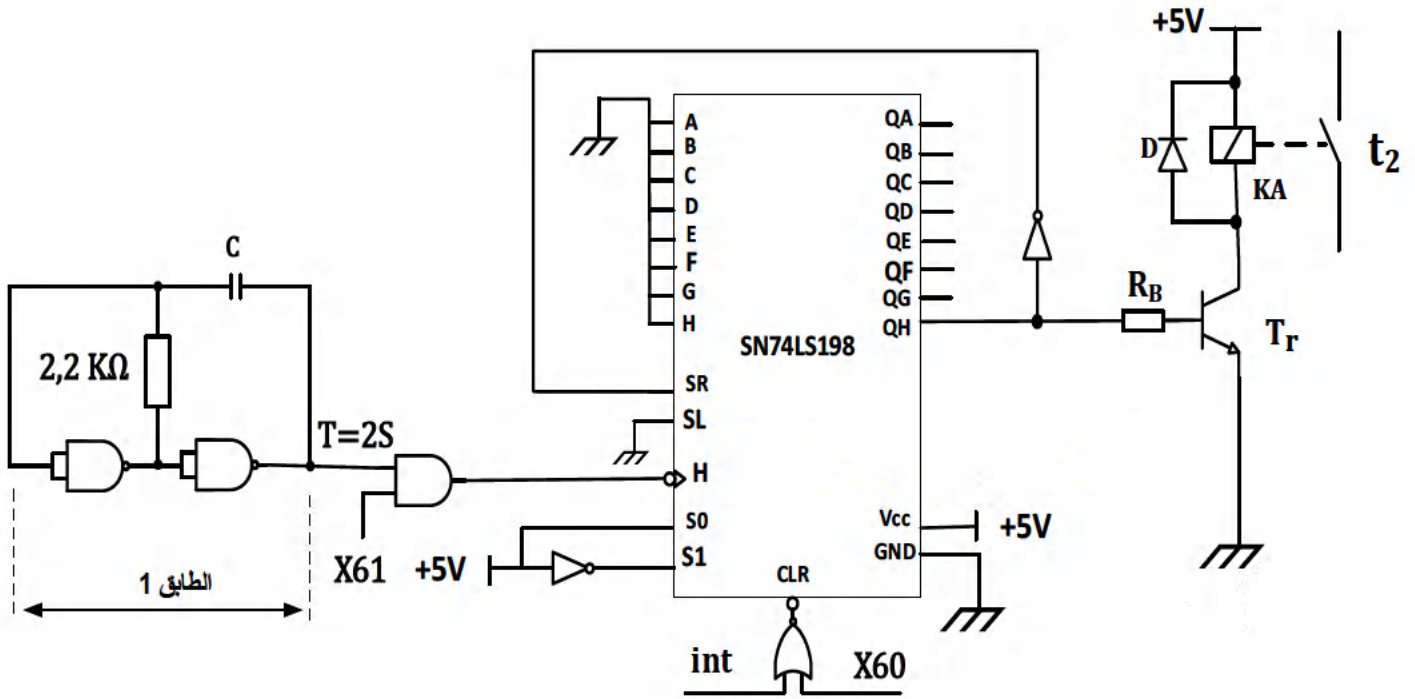 +5V
D
KA
t2
A
B
C
D
E
F
G
H
QA
QB
QC
QD
QE
QF
QG
QH
SN74LS198
RB
Tr
C
2,2 KΩ
T=2S
X61
الطابق 1
SR
SL
H
S0
S1
+5V
Vcc
+5V
GND
CLR
int
X60